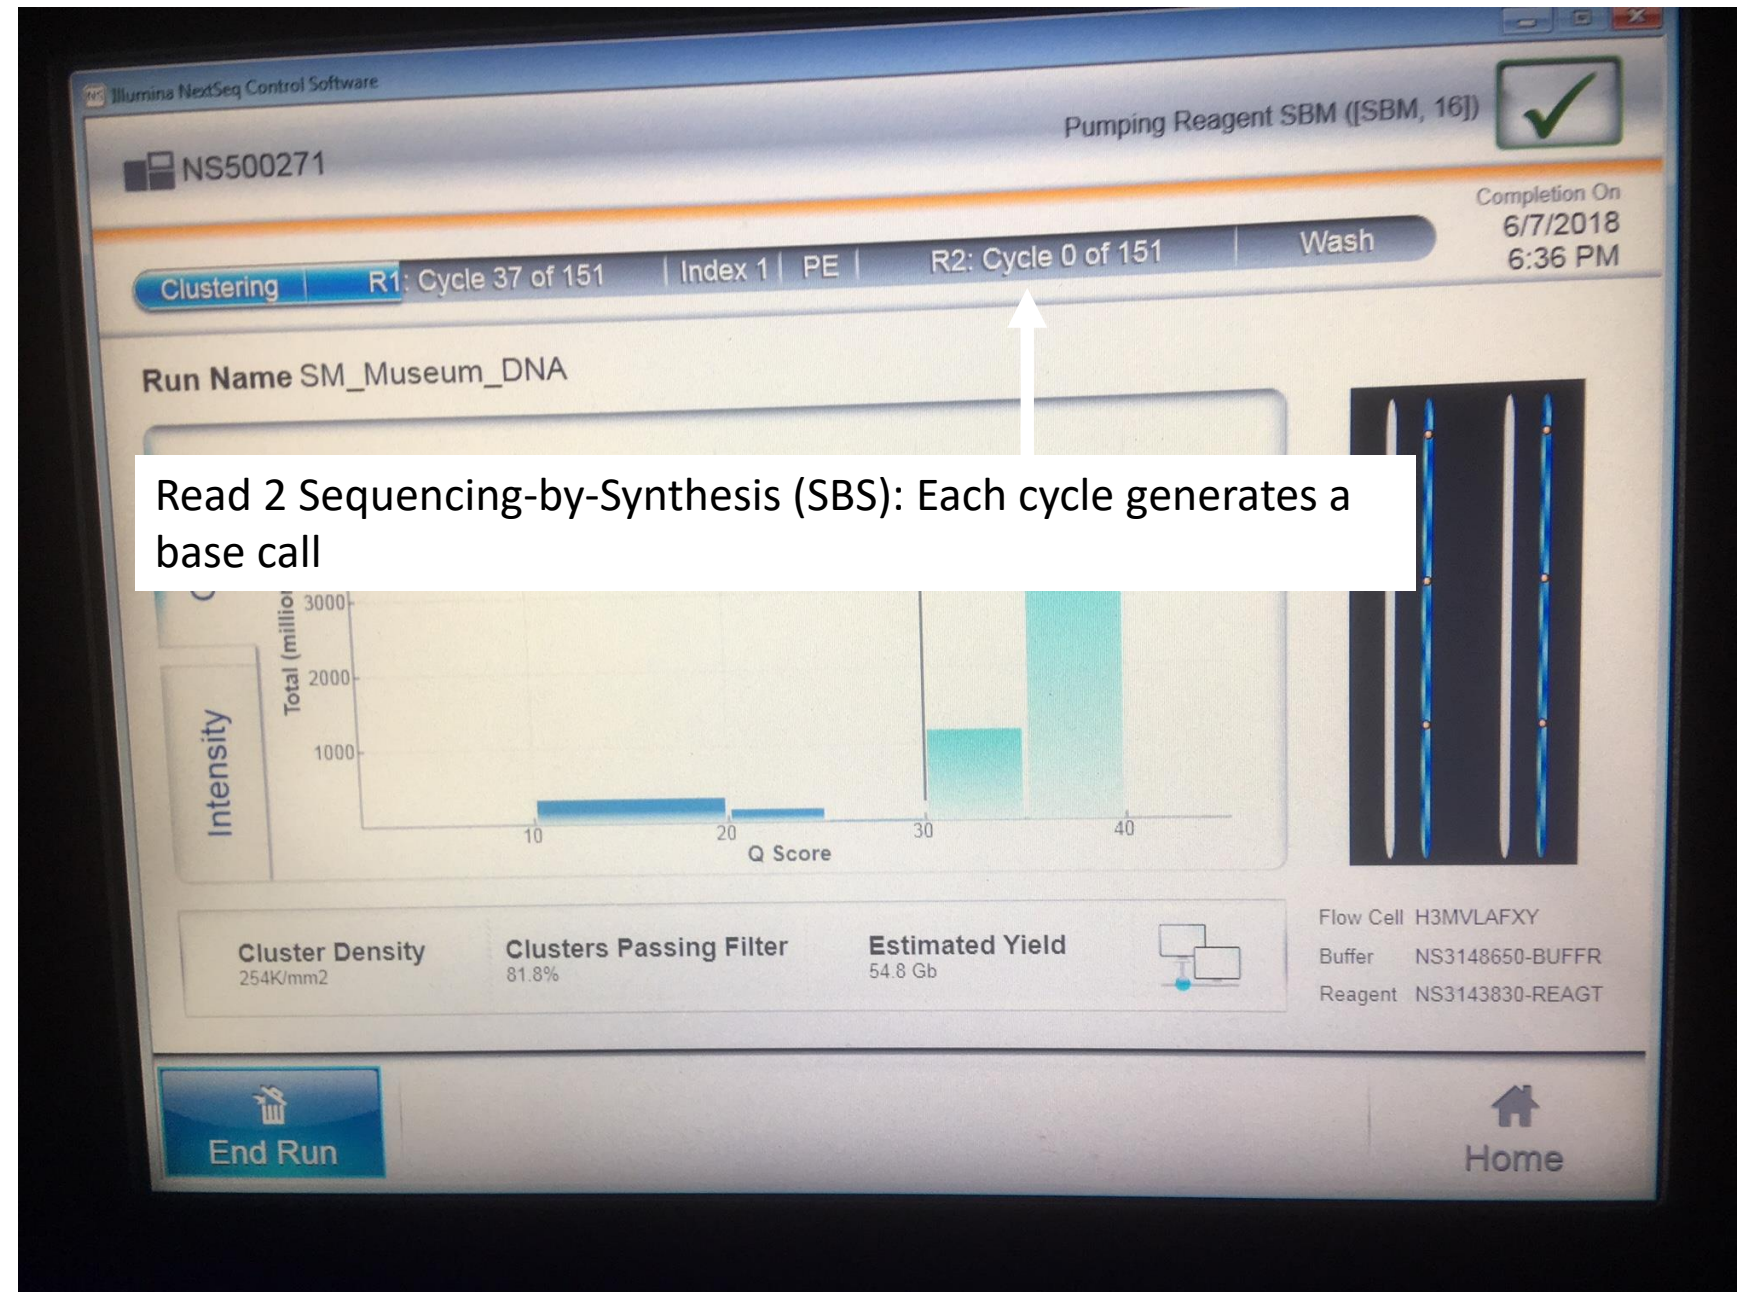 Illumina NextSeq Control Software
Pumping Reagent SBM ([SBM, 16])
NS500271
Completion On
6/7/2018
6:36 PM
Clustering R1: Cycle 37 of 151 Index 1 PE R2: Cycle 0 of 151 Wash
Run Name SM_Museum_DNA
Read 2 Sequencing-by-Synthesis (SBS): Each cycle generates a
base call
3000
2000
1000
Total
Intensity
10 20 30 40
Q Score
Cluster Density
254K/mm2
Clusters Passing Filter
81.8%
Estimated Yield
54.8 Gb
Flow Cell H3MVLAFXY
Buffer NS3148650-BUFFR
Reagent NS3143830-REAGT
End Run
Home